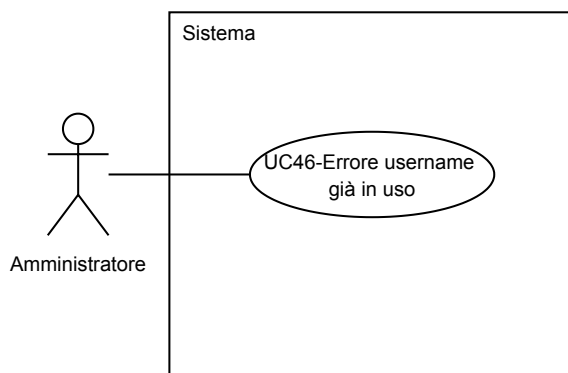 Sistema
UC46-Errore username
già in uso
Amministratore